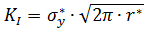 K_I = σ_y^* · √(2π · r^*)